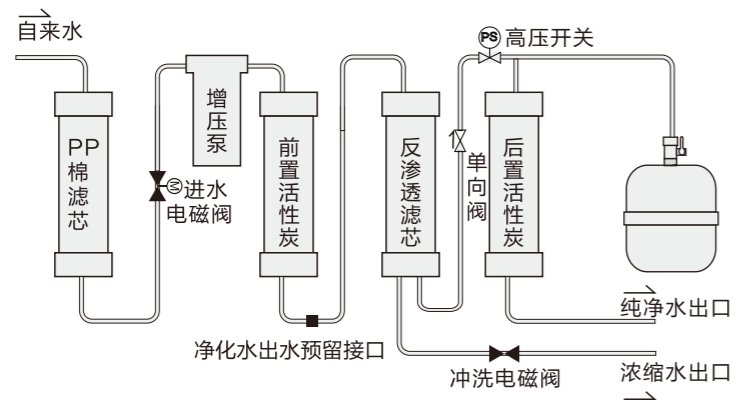 自来水
PS
高压开关
增压泵
PP棉滤芯
前置活性炭
反渗透滤芯
单向阀
后置活性炭
M
进水
电磁阀
纯净水出口
净化水出水预留接口
冲洗电磁阀
浓缩水出口